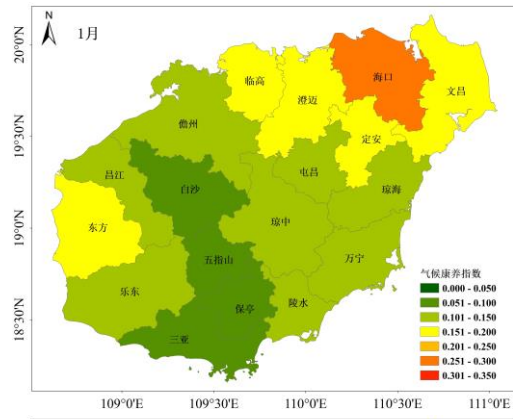 N
1月
20°0'N
19°30'N
19°0'N
18°30'N
临高
澄迈
海口
文昌
儋州
定安
昌江
白沙
屯昌
琼海
东方
琼中
五指山
万宁
乐东
保亭
陵水
三亚
气候康养指数
0.000 - 0.050
0.051 - 0.100
0.101 - 0.150
0.151 - 0.200
0.201 - 0.250
0.251 - 0.300
0.301 - 0.350
109°0'E 109°30'E 110°0'E 110°30'E 111°0'E